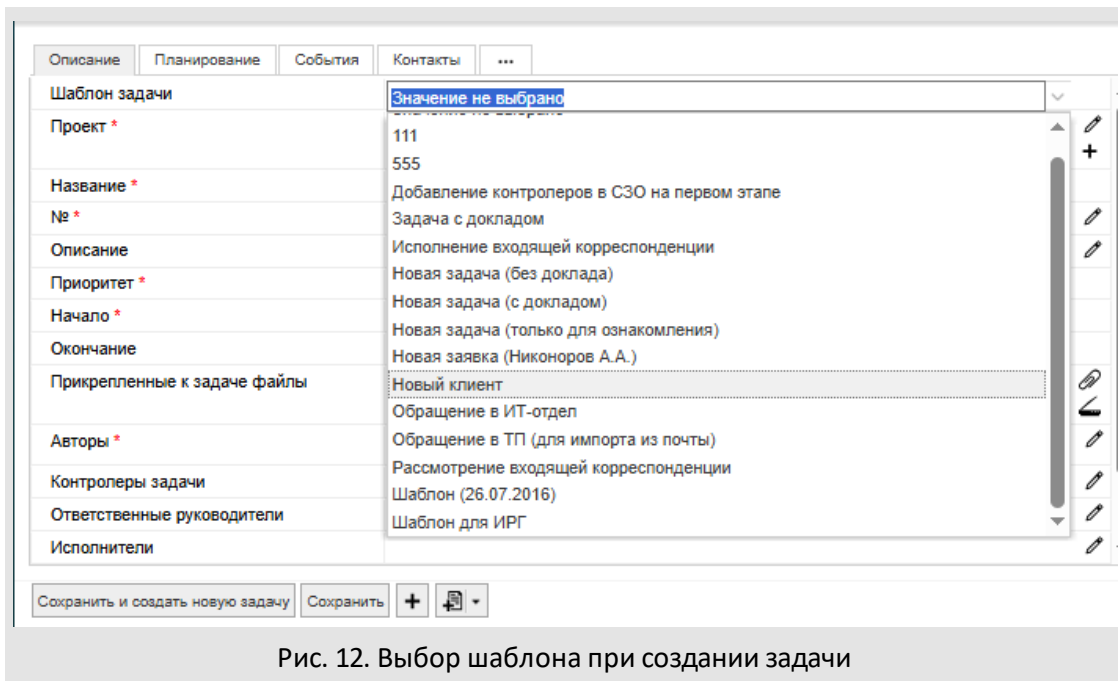 Описание Планирование События Контакты ...
Шаблон задачи Значение не выбрано
Проект *
Значение не выбрано
111
555
Название *
Добавление контролеров в СЗО на первом этапе
№ * Задача с докладом
Описание Исполнение входящей корреспонденции
Приоритет * Новая задача (без доклада)
Начало * Новая задача (с докладом)
Новая задача (только для ознакомления)
Окончание Новая заявка (Никоноров А.А.)
Прикрепленные к задаче файлы Новый клиент
Обращение в ИТ-отдел
Авторы * Обращение в ТП (для импорта из почты)
Рассмотрение входящей корреспонденции
Контролеры задачи Шаблон (26.07.2016)
Ответственные руководители Шаблон для ИРГ
Исполнители
Сохранить и создать новую задачу Сохранить
Рис. 12. Выбор шаблона при создании задачи